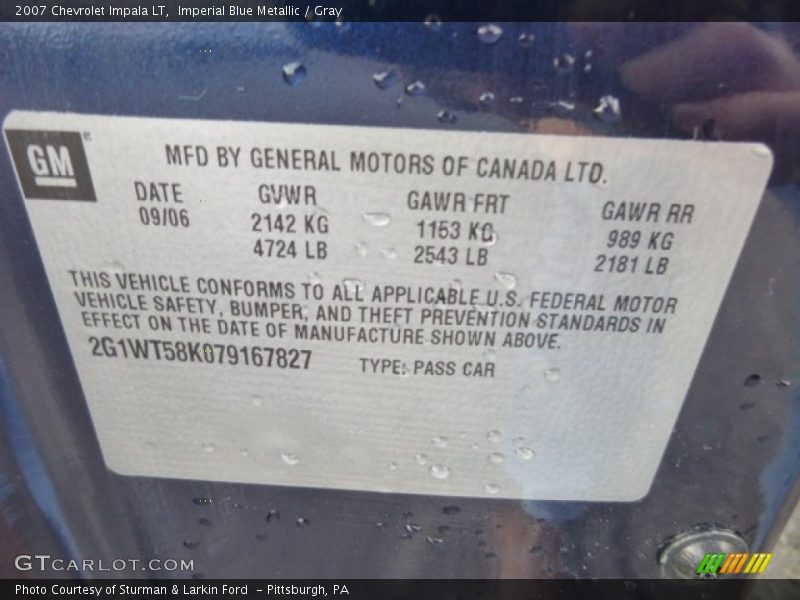 2007 Chevrolet Impala LT, Imperial Blue Metallic / Gray
GM
MFD BY GENERAL MOTORS OF CANADA LTD.
DATE GVWR GAWR FRT GAWR RR
09/06 2142 KG 1153 KG 989 KG
4724 LB 2543 LB 2181 LB
THIS VEHICLE CONFORMS TO ALL APPLICABLE U.S. FEDERAL MOTOR
VEHICLE SAFETY, BUMPER, AND THEFT PREVENTION STANDARDS IN
EFFECT ON THE DATE OF MANUFACTURE SHOWN ABOVE.
2G1WT58K079167827 TYPE: PASS CAR
GTCARLOT.COM
Photo Courtesy of Sturman & Larkin Ford - Pittsburgh, PA